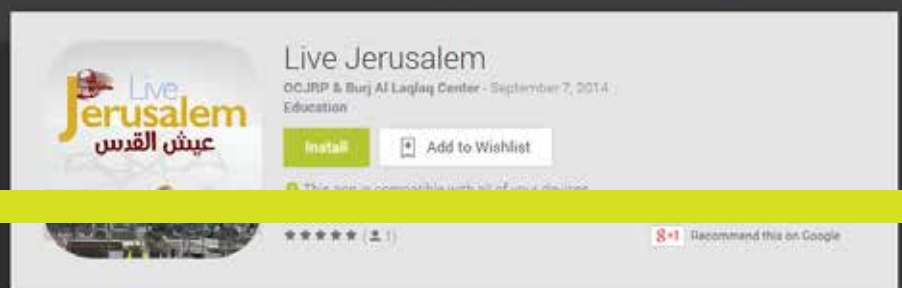 Live
Jerusalem
عيش القدس
Live Jerusalem
OCJRP & Burj Al Laqlaq Center - September 7, 2014
Education
Install
Add to Wishlist
This app is compatible with all of your devices
(1)
g+1 Recommend this on Google